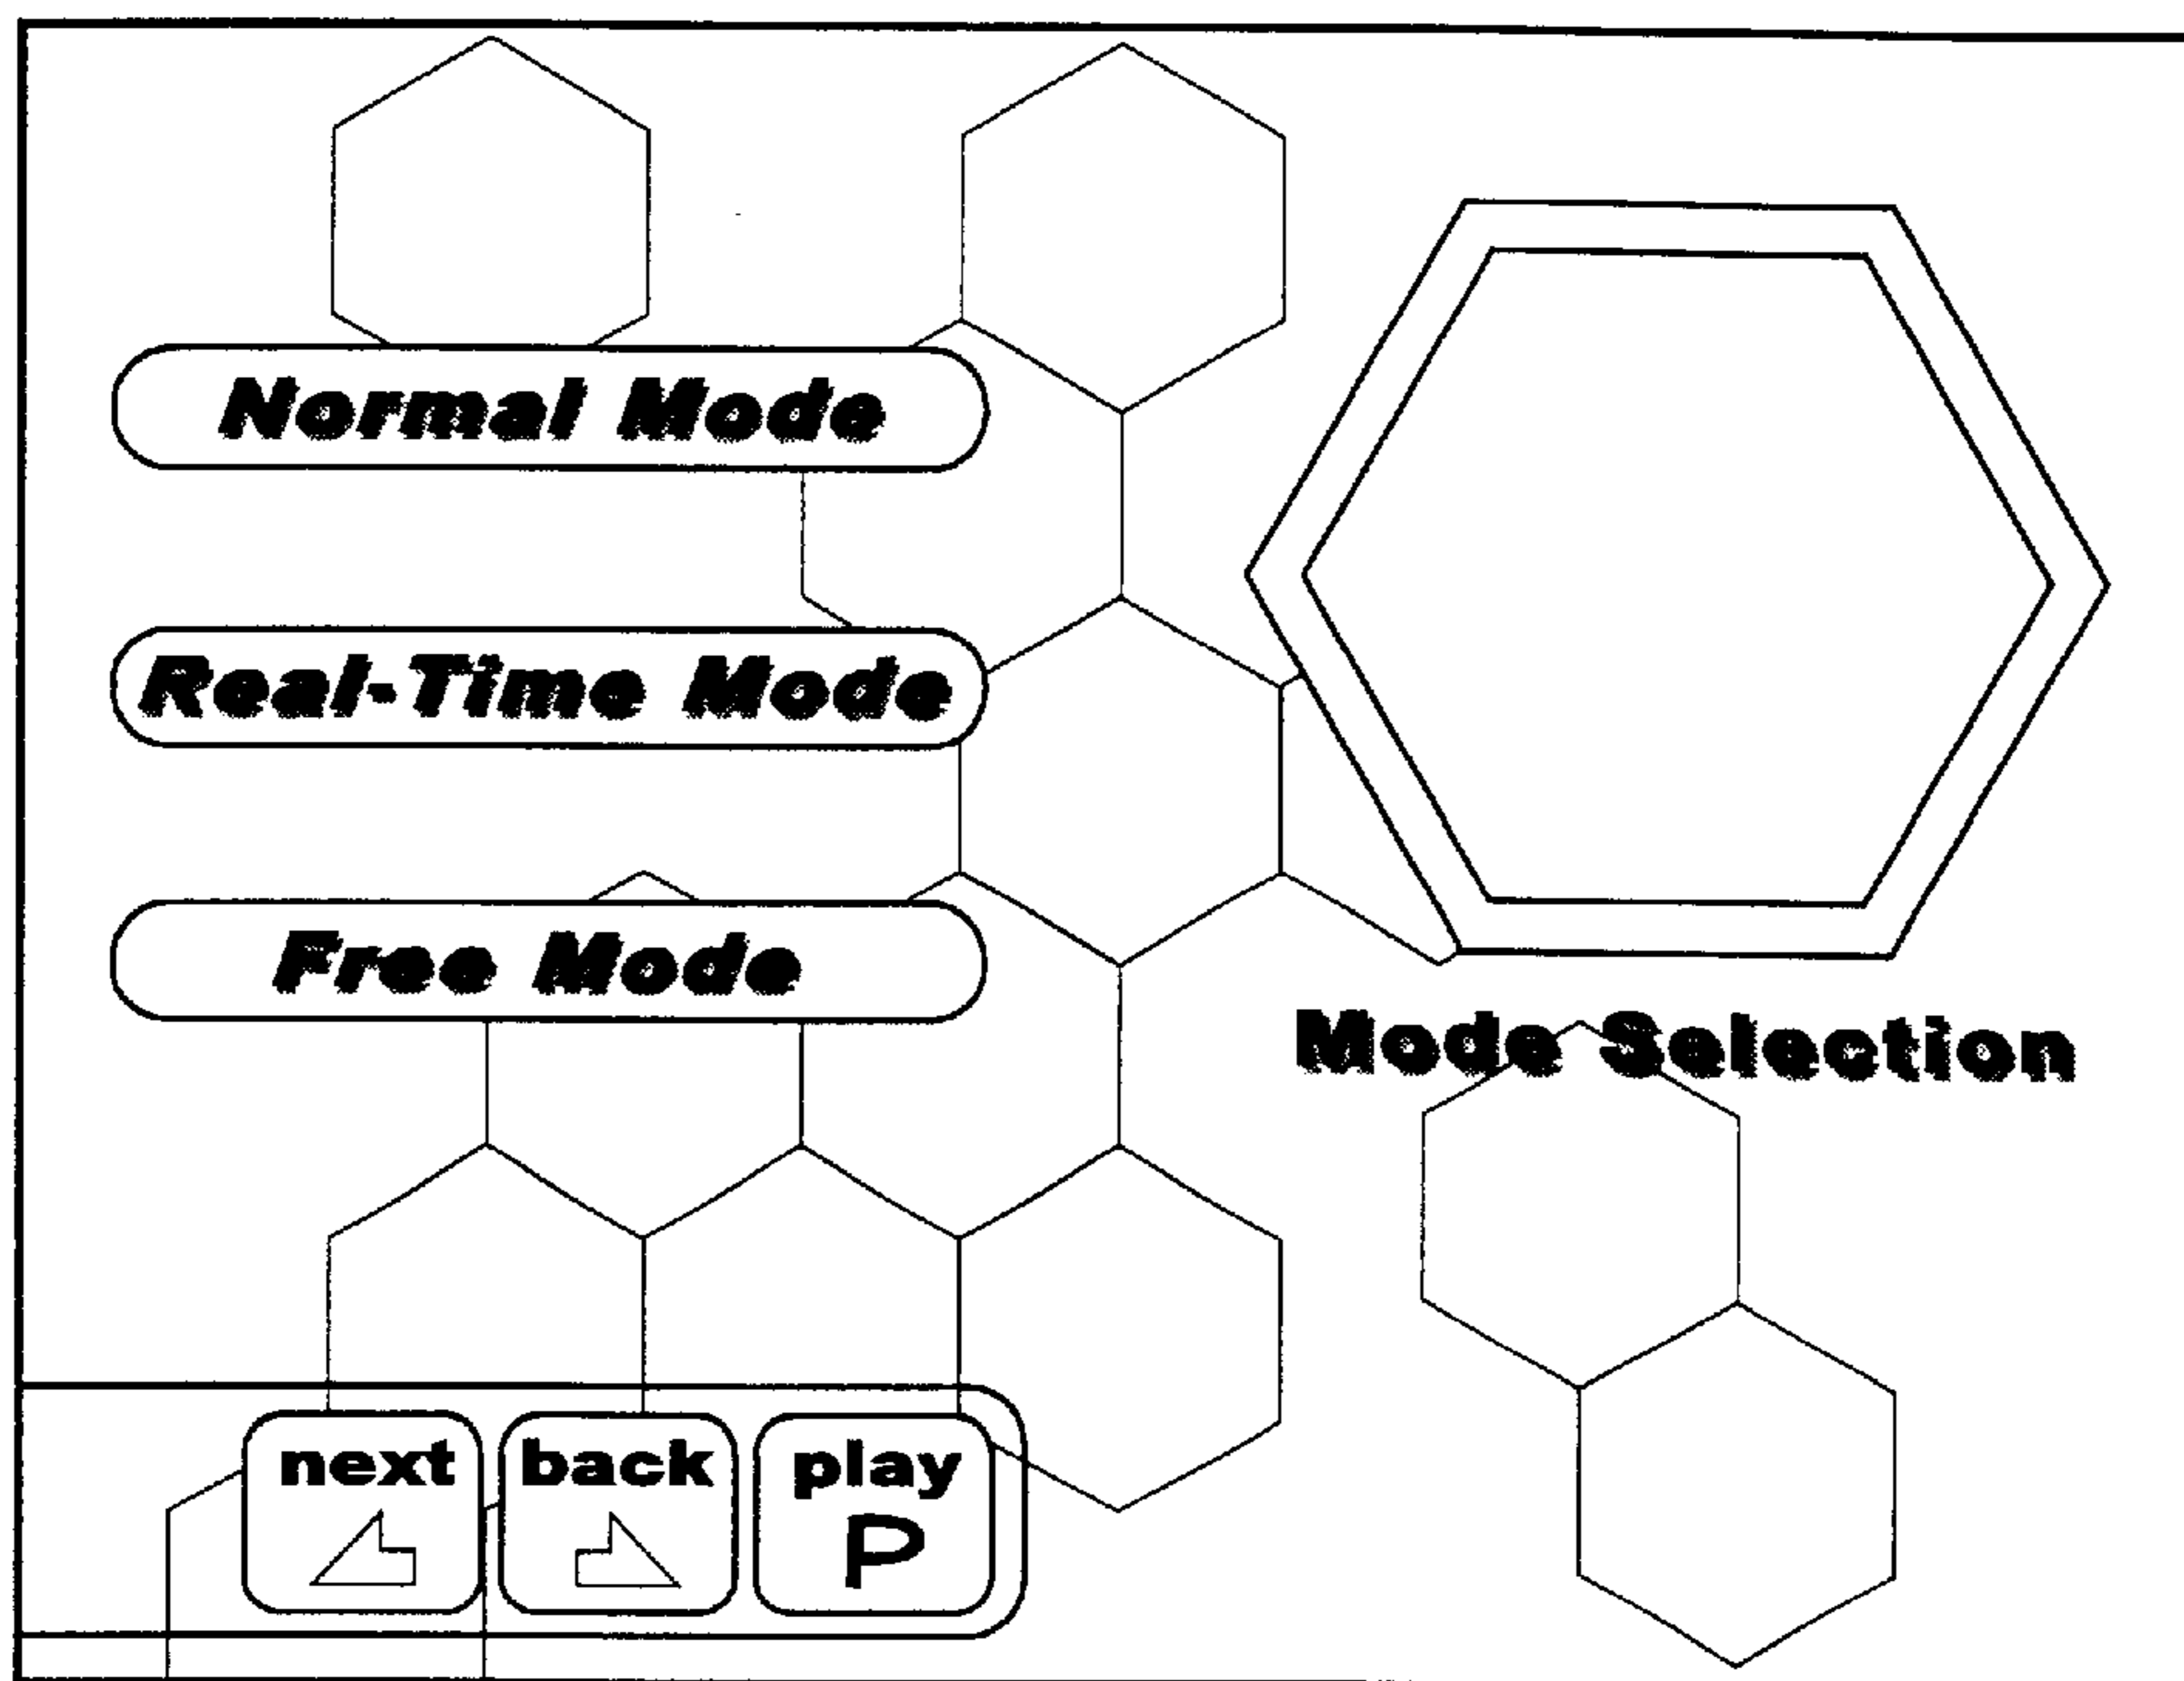 Normal Mode
Real-Time Mode
Free Mode
Mode Selection
next back play
P